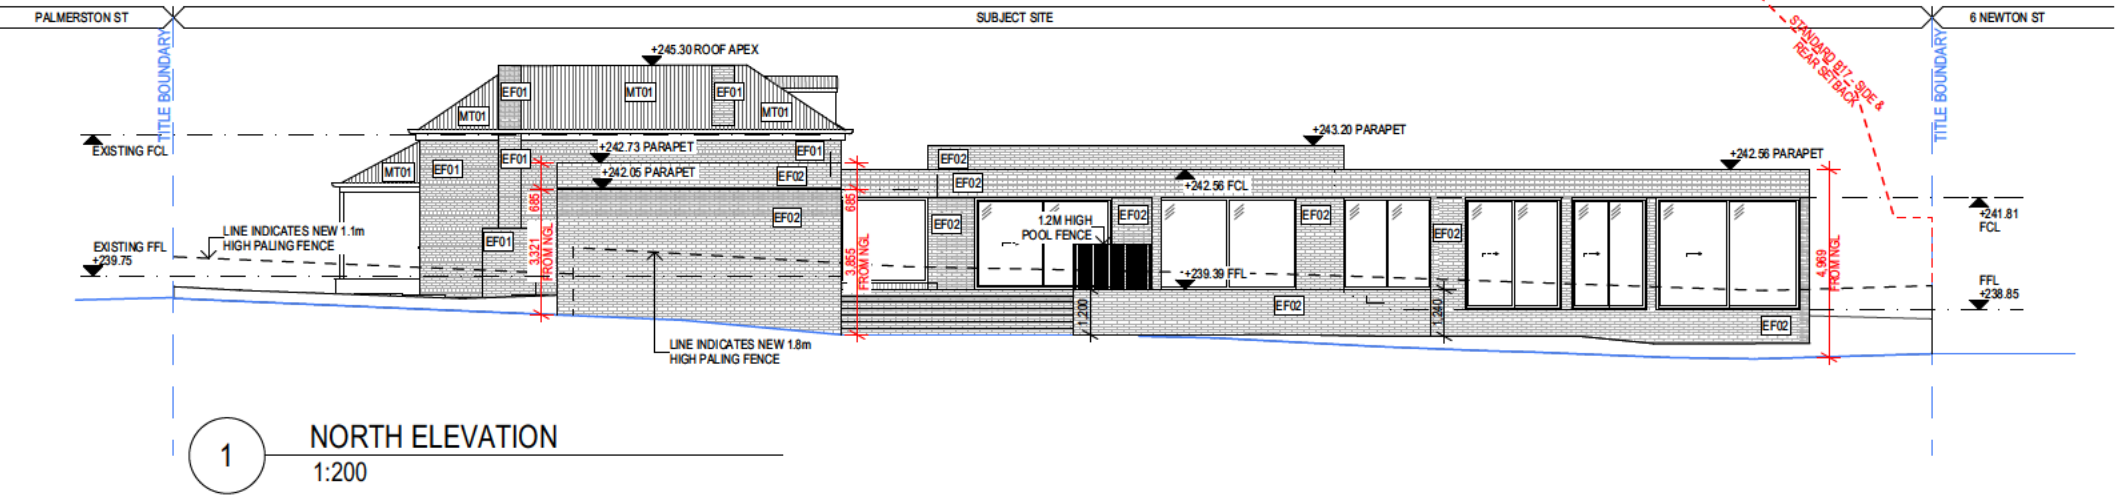 PALMERSTON ST
SUBJECT SITE
6 NEWTON ST
TITLE BOUNDARY
STANDARD B17 - SIDE &
REAR SETBACK
TITLE BOUNDARY
+245.30 ROOF APEX
EF01
MT01
EF01
MT01
MT01
EXISTING FCL
+243.20 PARAPET
+242.73 PARAPET
EF01
EF01
EF02
+242.56 PARAPET
MT01
EF01
+242.05 PARAPET
EF02
EF02
+242.56 FCL
685
685
EF02
EF02
1.2M HIGH
POOL FENCE
EF02
EF02
EF02
+241.81
FCL
LINE INDICATES NEW 1.1m
HIGH PALING FENCE
EF01
EXISTING FFL
+239.75
3,321
FROM NGL
3,855
FROM NGL
+239.39 FFL
4,969
FROM NGL
FFL
+238.85
1,200
EF02
1,240
EF02
LINE INDICATES NEW 1.8m
HIGH PALING FENCE
1
NORTH ELEVATION
1:200